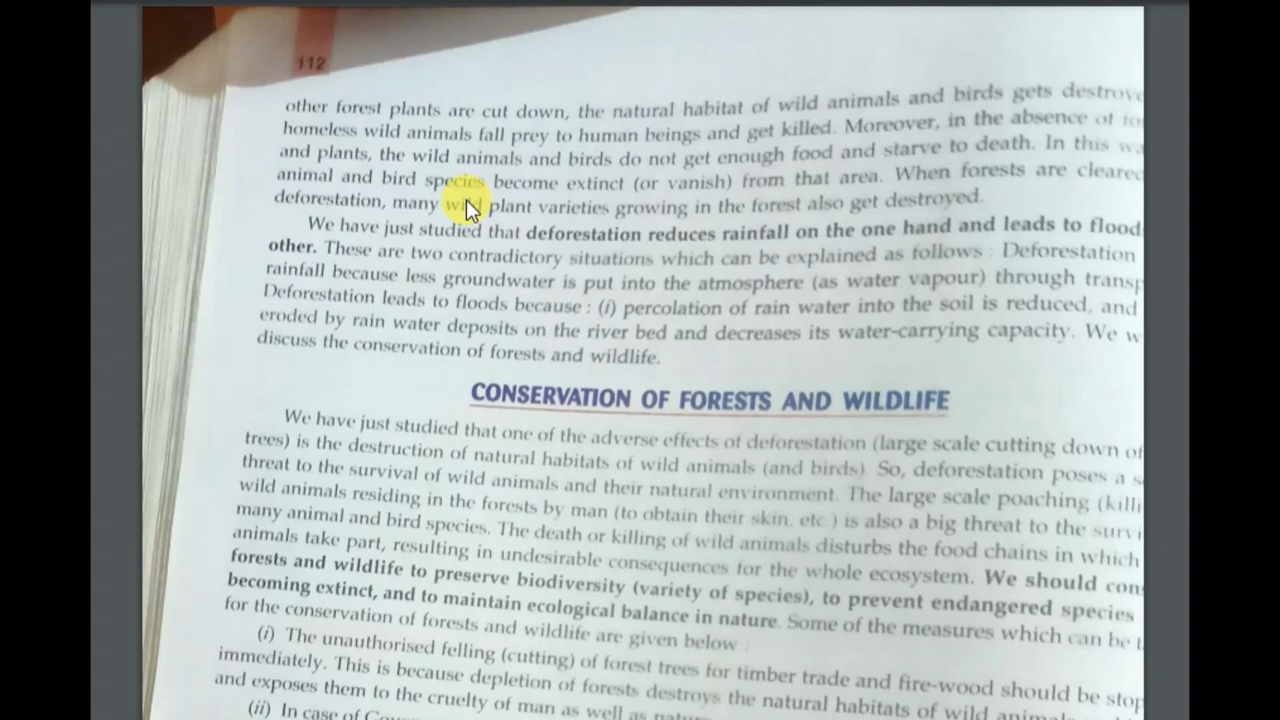 112
other forest plants are cut down, the natural habitat of wild animals and birds gets
homeless wild animals fall prey to human beings and get killed. Moreover, in the absence of
and plants, the wild animals and birds do not get enough food and starve to death. In this
animal and bird species become extinct (or vanish) from that area. When forests are
deforestation, many wild plant varieties growing in the forest also get destroyed.
We have just studied that deforestation reduces rainfall on the one hand and leads to
other. These are two contradictory situations which can be explained as follows : Deforestation
rainfall because less groundwater is put into the atmosphere (as water vapour) through
Deforestation leads to floods because : (i) percolation of rain water into the soil is reduced, and
eroded by rain water deposits on the river bed and decreases its water-carrying capacity. We
discuss the conservation of forests and wildlife.
CONSERVATION OF FORESTS AND WILDLIFE
We have just studied that one of the adverse effects of deforestation (large scale cutting down of
trees) is the destruction of natural habitats of wild animals (and birds). So, deforestation poses a
threat to the survival of wild animals and their natural environment. The large scale poaching
wild animals residing in the forests by man (to obtain their skin, etc.) is also a big threat to the
many animal and bird species. The death or killing of wild animals disturbs the food chains in which
animals take part, resulting in undesirable consequences for the whole ecosystem. We should
forests and wildlife to preserve biodiversity (variety of species), to prevent endangered species
becoming extinct, and to maintain ecological balance in nature. Some of the measures which can be
for the conservation of forests and wildlife are given below :
(i) The unauthorised felling (cutting) of forest trees for timber trade and fire-wood should be
immediately. This is because depletion of forests destroys the natural habitats of wild
and exposes them to the cruelty of man as well as
(ii) In case of